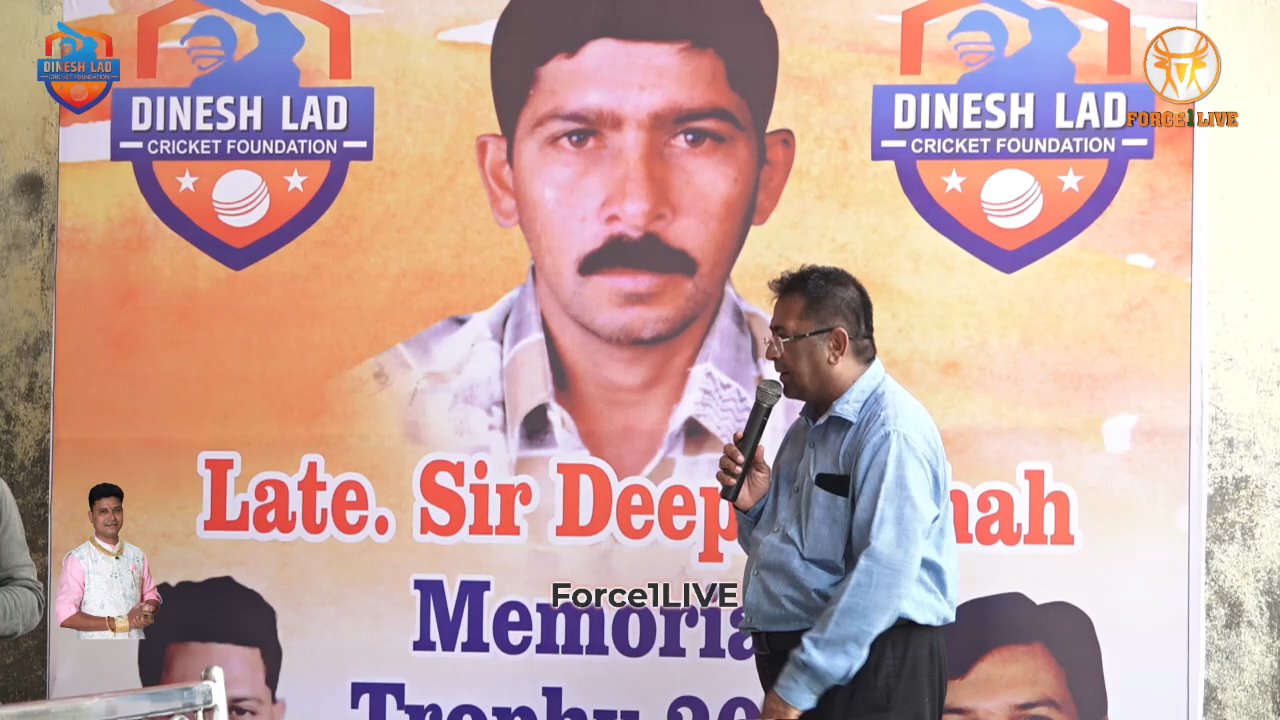 DINESH LAD
CRICKET FOUNDATION
DINESH LAD
CRICKET FOUNDATION
DINESH LAD
CRICKET FOUNDATION
FORCE1LIVE
Late. Sir
Force1LIVE